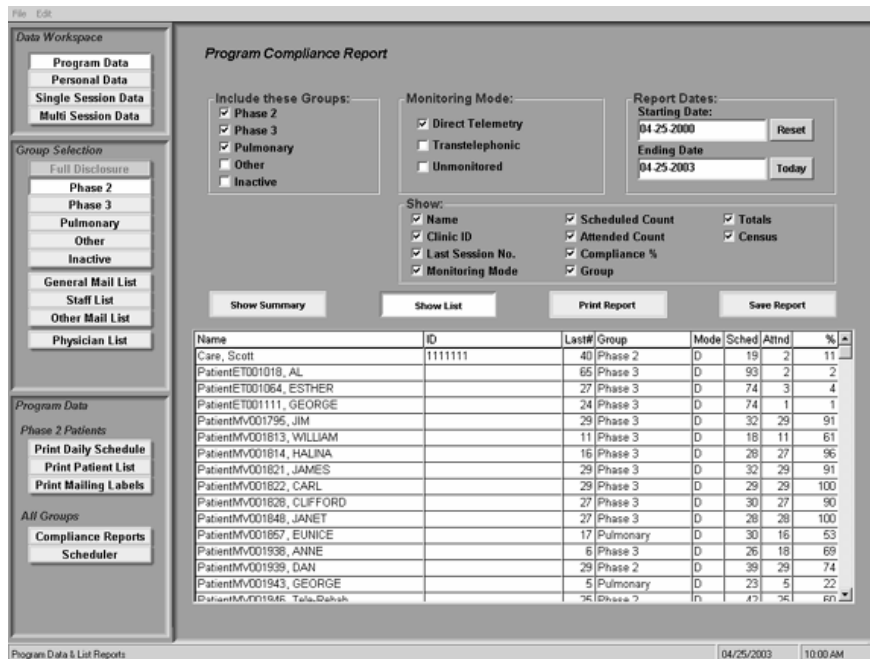 File Edit
Data Workspace
Program Data
Personal Data
Single Session Data
Multi Session Data
Group Selection
Full Disclosure
Phase 2
Phase 3
Pulmonary
Other
Inactive
General Mail List
Staff List
Other Mail List
Physician List
Program Data
Phase 2 Patients
Print Daily Schedule
Print Patient List
Print Mailing Labels
All Groups
Compliance Reports
Scheduler
Program Compliance Report
Include these Groups:
Phase 2
Phase 3
Pulmonary
Other
Inactive
Monitoring Mode:
Direct Telemetry
Transtelephonic
Unmonitored
Report Dates:
Starting Date:
04-25-2000 Reset
Ending Date
04-25-2003 Today
Show:
Name Scheduled Count Totals
Clinic ID Attended Count Census
Last Session No. Compliance %
Monitoring Mode Group
Show Summary Show List Print Report Save Report
Name ID Last# Group Mode Sched Attnd %
Care, Scott 1111111 40 Phase 2 D 19 2 11
PatientET001018, AL 65 Phase 3 D 93 2 2
PatientET001064, ESTHER 27 Phase 3 D 74 3 4
PatientET001111, GEORGE 24 Phase 3 D 74 1 1
PatientMV001795, JIM 29 Phase 3 D 32 29 91
PatientMV001813, WILLIAM 11 Phase 3 D 18 11 61
PatientMV001814, HALINA 16 Phase 3 D 28 27 96
PatientMV001821, JAMES 29 Phase 3 D 32 29 91
PatientMV001822, CARL 29 Phase 3 D 29 29 100
PatientMV001828, CLIFFORD 27 Phase 3 D 30 27 90
PatientMV001848, JANET 27 Phase 3 D 28 28 100
PatientMV001857, EUNICE 17 Pulmonary D 30 16 53
PatientMV001938, ANNE 6 Phase 3 D 26 18 69
PatientMV001939, DAN 29 Phase 2 D 39 29 74
PatientMV001943, GEORGE 5 Pulmonary D 23 5 22
PatientMV001946, Tele-Rehab 25 Phase 2 D 42 25 60
Program Data & List Reports 04/25/2003 10:00 AM